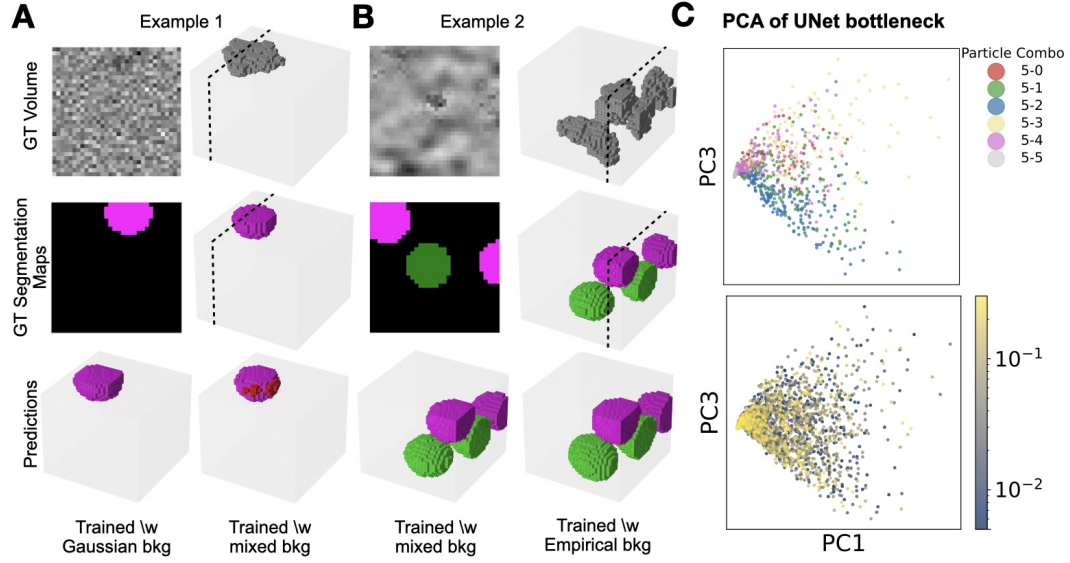 A
Example 1
B
Example 2
C
PCA of UNet bottleneck
GT Volume
GT Segmentation
Maps
Predictions
Trained \w
Gaussian bkg
Trained \w
mixed bkg
Trained \w
mixed bkg
Trained \w
Empirical bkg
PC3
Particle Combo
5-0
5-1
5-2
5-3
5-4
5-5
PC3
PC1
10⁻¹
10⁻²